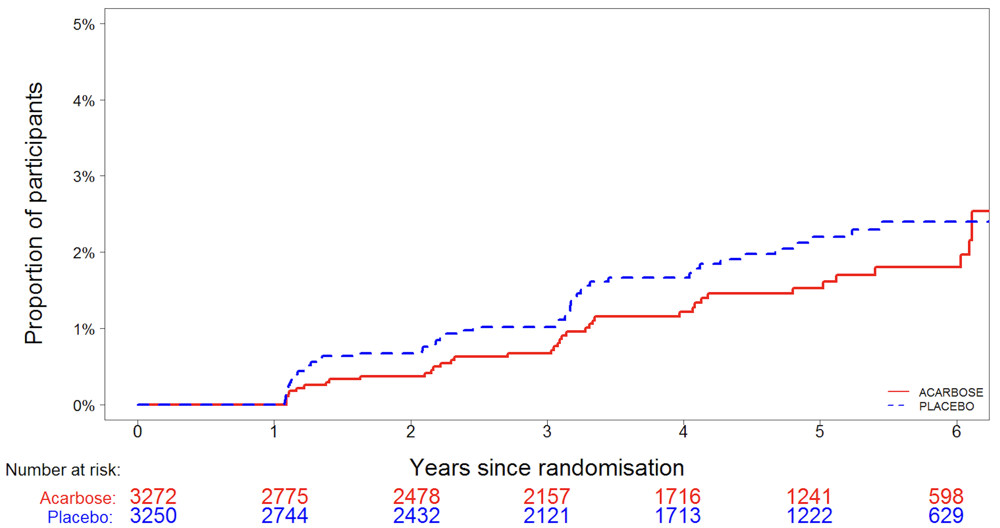 Proportion of participants
5%
4%
3%
2%
1%
0%
ACARBOSE
PLACEBO
0 1 2 3 4 5 6
Years since randomisation
Number at risk:
Acarbose: 3272 2775 2478 2157 1716 1241 598
Placebo: 3250 2744 2432 2121 1713 1222 629